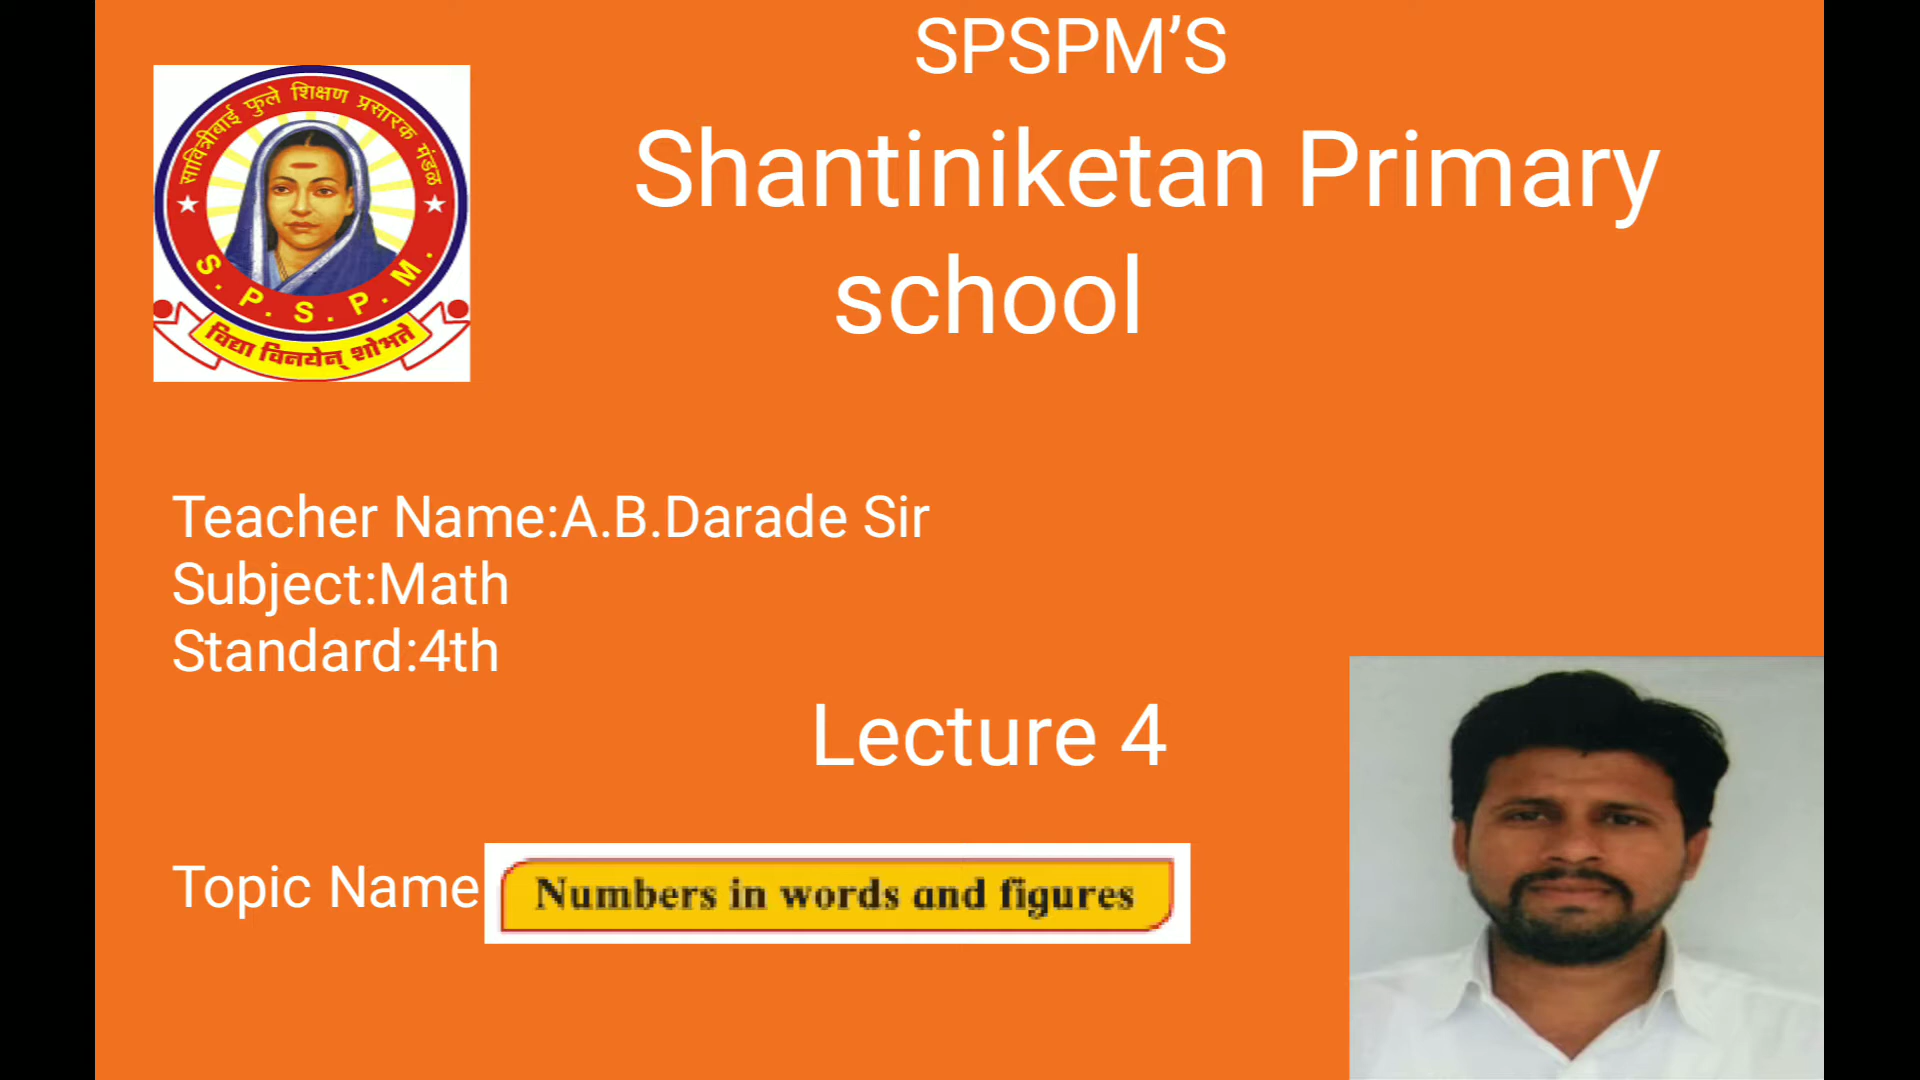 SPSPM’S
Shantiniketan Primary
school
सावित्रीबाई फुले शिक्षण प्रसारक मंडळ
S. P. S. P. M.
विद्या विनयेन् शोभते
Teacher Name:A.B.Darade Sir
Subject:Math
Standard:4th
Lecture 4
Topic Name Numbers in words and figures